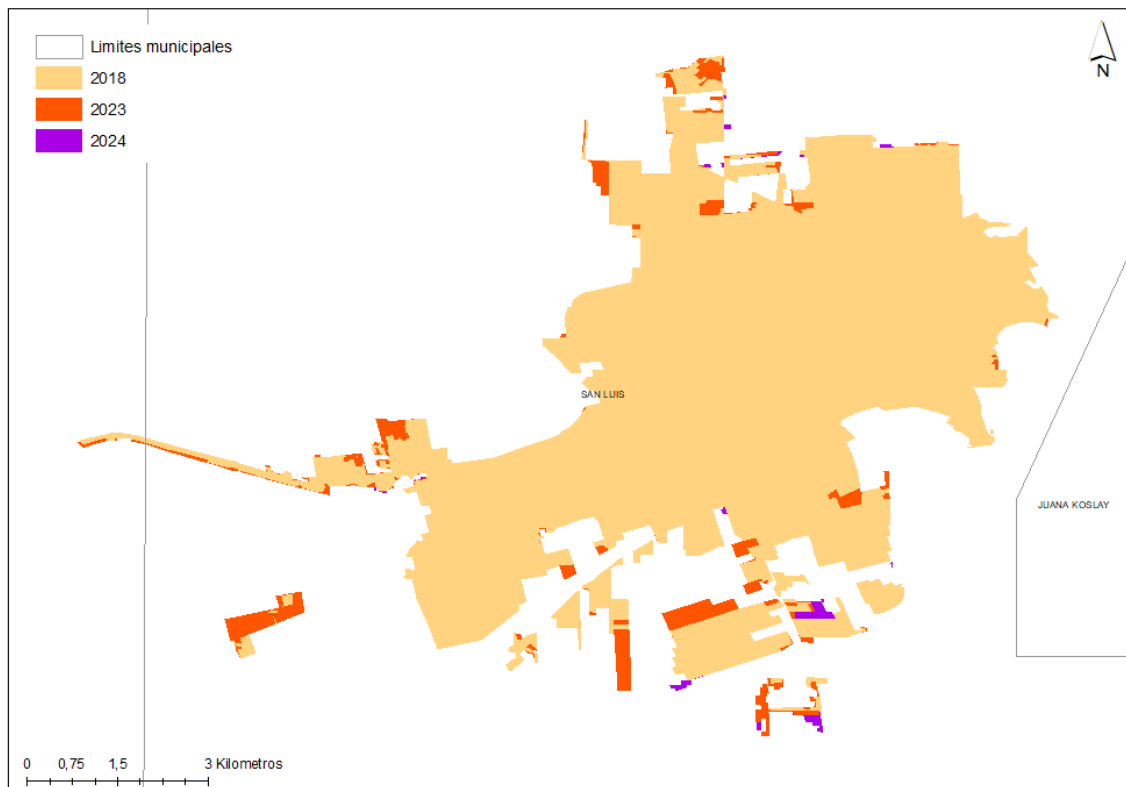 Limites municipales
2018
2023
2024
N
SAN LUIS
JUANA KOSLAY
0 0,75 1,5 3 Kilometros